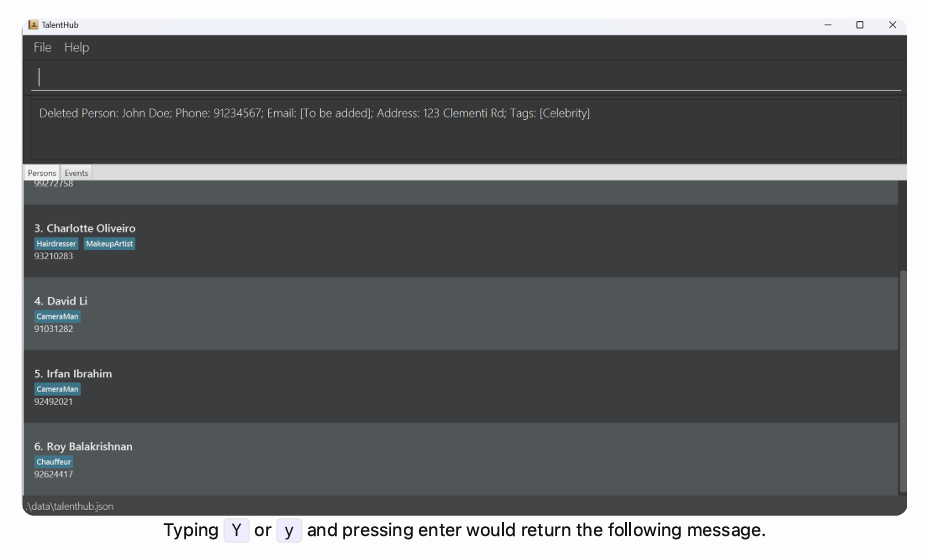 TalentHub
File Help
Deleted Person: John Doe; Phone: 91234567; Email: [To be added]; Address: 123 Clementi Rd; Tags: [Celebrity]
Persons Events
99272758
3. Charlotte Oliveiro
Hairdresser MakeupArtist
93210283
4. David Li
CameraMan
91031282
5. Irfan Ibrahim
CameraMan
92492021
6. Roy Balakrishnan
Chauffeur
92624417
.\data\talenthub.json
Typing Y or y and pressing enter would return the following message.